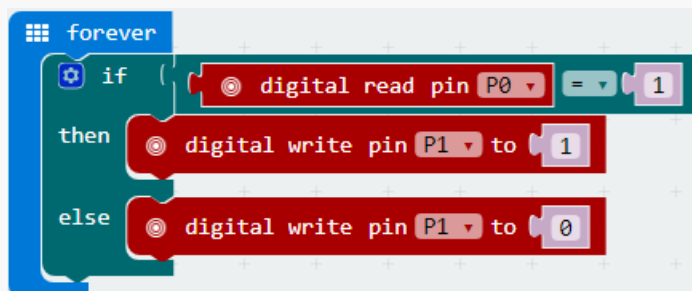 forever
if digital read pin P0 = 1
then digital write pin P1 to 1
else digital write pin P1 to 0